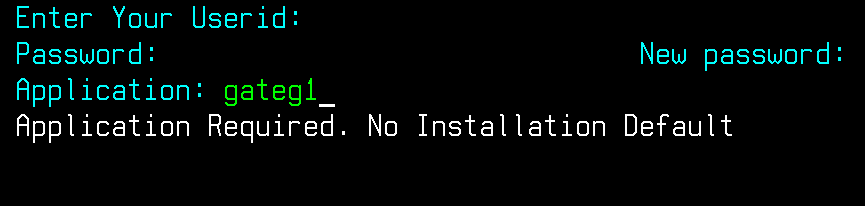 Enter Your Userid:
Password: New password:
Application: gateg1_
Application Required. No Installation Default